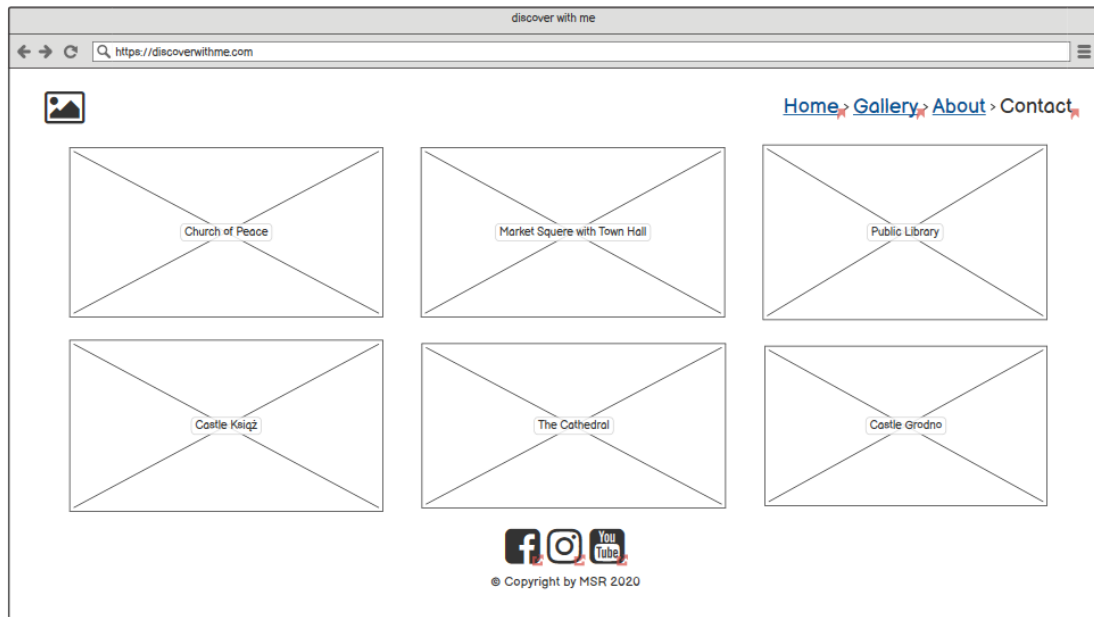 discover with me
https://discoverwithme.com
Home > Gallery > About > Contact
Church of Peace
Market Squere with Town Hall
Public Library
Castle Książ
The Cathedral
Castle Grodno
You
Tube
© Copyright by MSR 2020